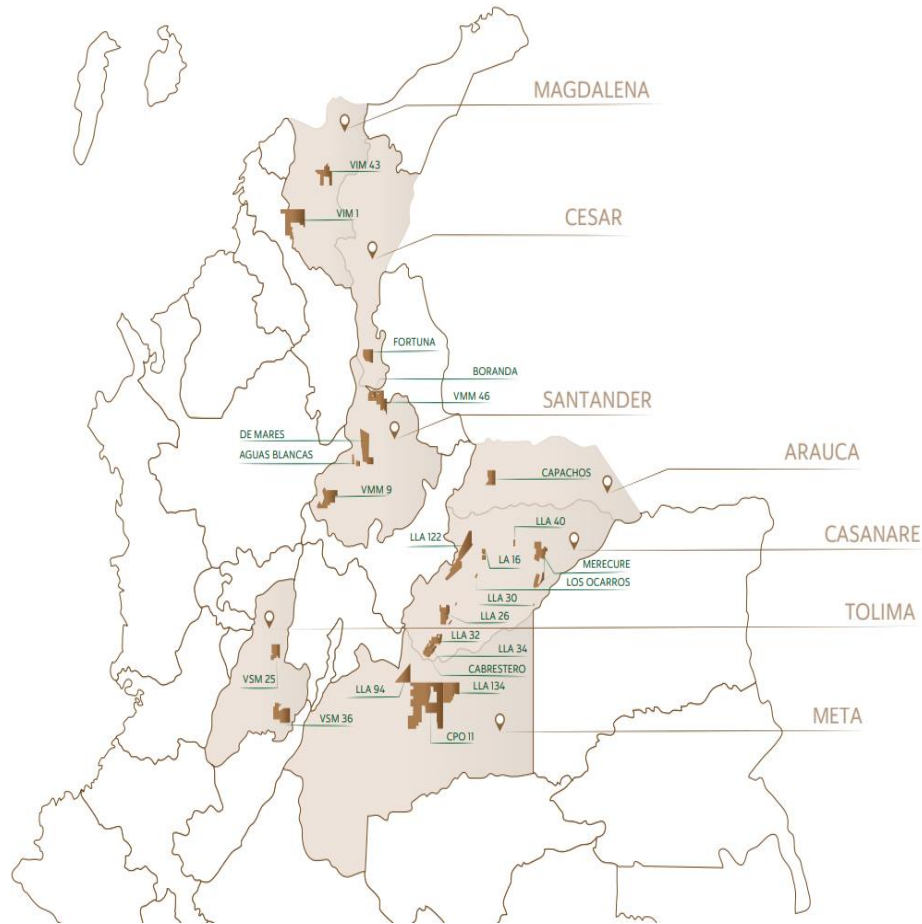 MAGDALENA
VIM 43
VIM 1
CESAR
FORTUNA
BORANDA
VMM 46
SANTANDER
DE MARES
AGUAS BLANCAS
VMM 9
ARAUCA
CAPACHOS
LLA 40
CASANARE
LLA 122
LA 16
MERECURE
LOS OCARROS
LLA 30
TOLIMA
LLA 26
LLA 32
LLA 34
CABRESTERO
VSM 25
LLA 94
LLA 134
META
VSM 36
CPO 11